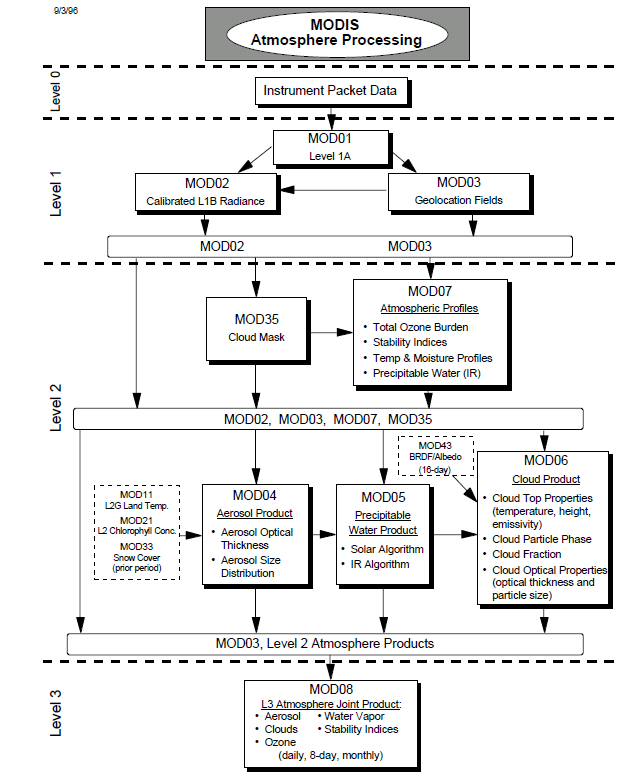 9/3/96
MODIS
Atmosphere Processing
Level 0
Instrument Packet Data
Level 1
MOD01
Level 1A
MOD02
Calibrated L1B Radiance
MOD03
Geolocation Fields
MOD02 MOD03
Level 2
MOD35
Cloud Mask
MOD07
Atmospheric Profiles
• Total Ozone Burden
• Stability Indices
• Temp & Moisture Profiles
• Precipitable Water (IR)
MOD02, MOD03, MOD07, MOD35
MOD43
BRDF/Albedo
(16-day)
MOD11
L2G Land Temp.
MOD21
L2 Chlorophyll Conc.
MOD33
Snow Cover
(prior period)
MOD04
Aerosol Product
• Aerosol Optical
Thickness
• Aerosol Size
Distribution
MOD05
Precipitable
Water Product
• Solar Algorithm
• IR Algorithm
MOD06
Cloud Product
• Cloud Top Properties
(temperature, height,
emissivity)
• Cloud Particle Phase
• Cloud Fraction
• Cloud Optical Properties
(optical thickness and
particle size)
MOD03, Level 2 Atmosphere Products
Level 3
MOD08
L3 Atmosphere Joint Product:
• Aerosol • Water Vapor
• Clouds • Stability Indices
• Ozone
(daily, 8-day, monthly)